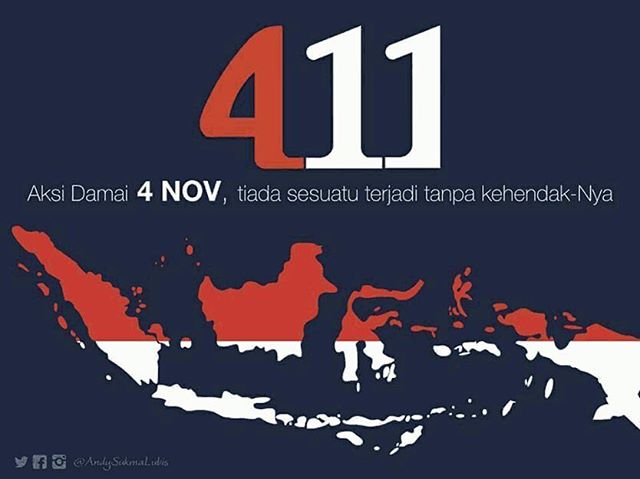 411
Aksi Damai 4 NOV, tiada sesuatu terjadi tanpa kehendak-Nya
@AndySukmaLubis